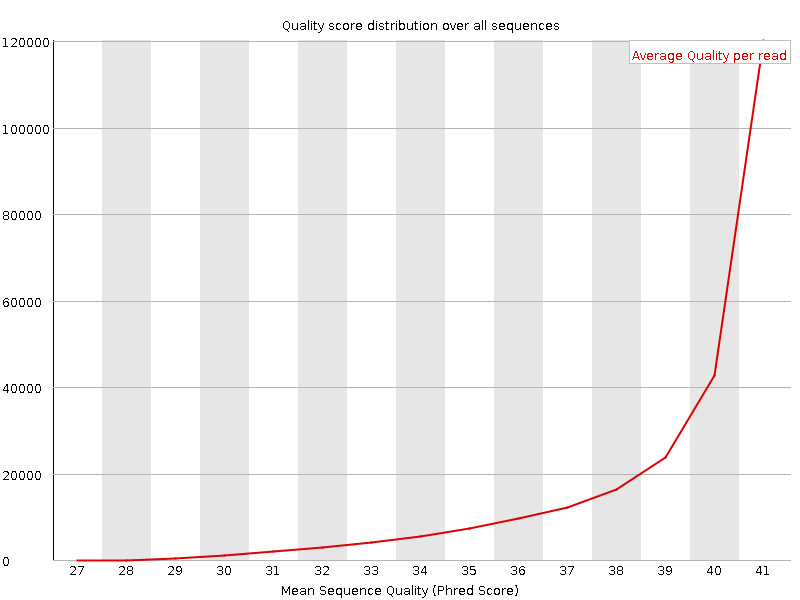 Quality score distribution over all sequences
Average Quality per read
120000
100000
80000
60000
40000
20000
0
27 28 29 30 31 32 33 34 35 36 37 38 39 40 41
Mean Sequence Quality (Phred Score)